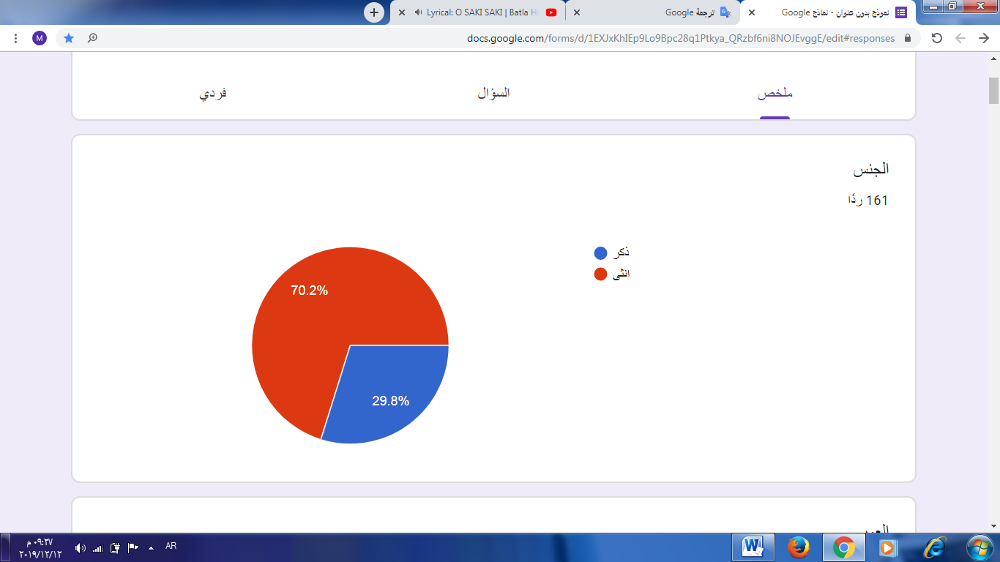 نموذج بدون عنوان - نماذج Google
ترجمة Google
Lyrical: O SAKI SAKI | Batla H
docs.google.com/forms/d/1EXJxKhIEp9Lo9Bpc28q1Ptkya_QRzbf6ni8NOJEvggE/edit#responses
M
ملخص
السؤال
فردي
الجنس
161 ردًا
ذكر
انثى
70.2%
29.8%
AR
٠٩:٢٧ م
٢٠١٩/١٢/١٢